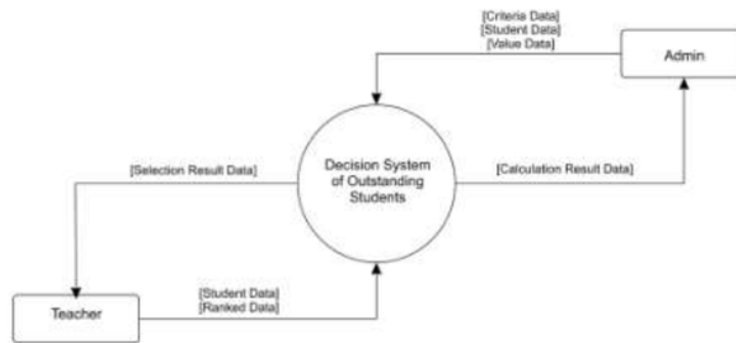 [Criteria Data]
[Student Data]
[Value Data]
Admin
Decision System
of Outstanding
Students
[Selection Result Data]
[Calculation Result Data]
[Student Data]
[Ranked Data]
Teacher